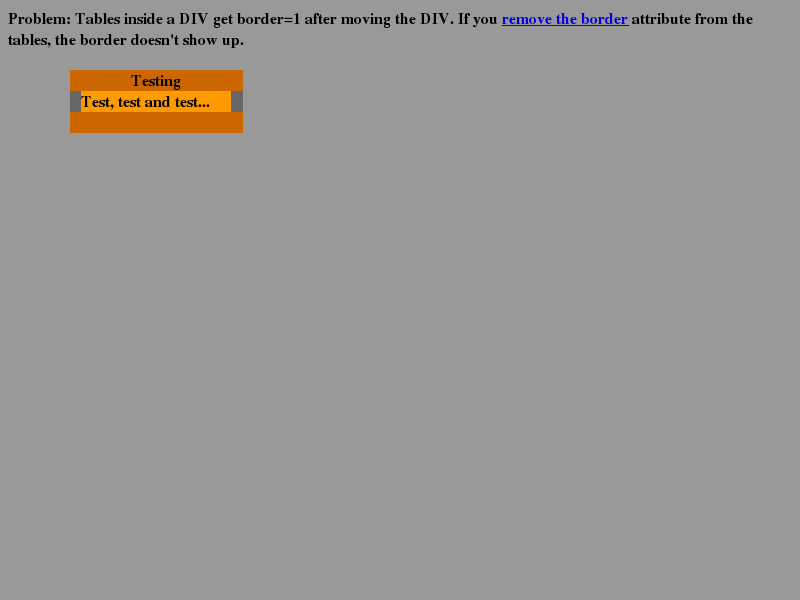 Problem: Tables inside a DIV get border=1 after moving the DIV. If you remove the border attribute from the
tables, the border doesn't show up.
Testing
Test, test and test...